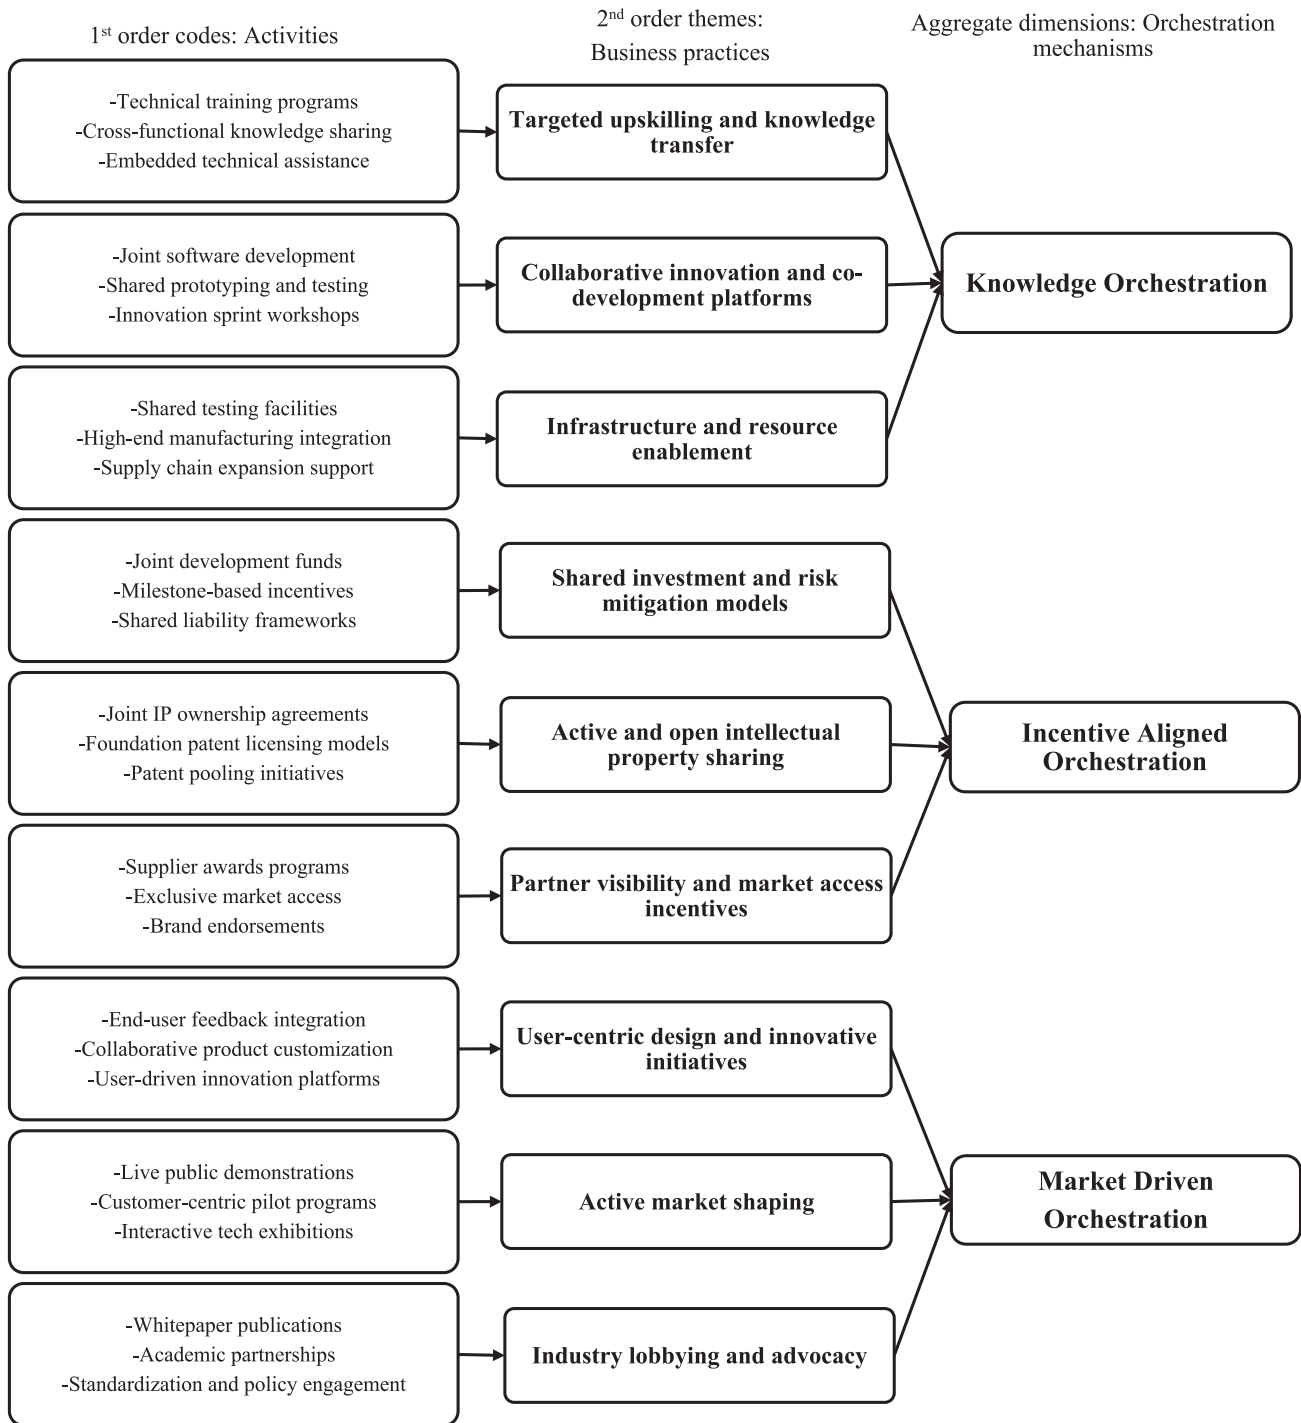 1st order codes: Activities
2nd order themes:
Business practices
Aggregate dimensions: Orchestration
mechanisms
-Technical training programs
-Cross-functional knowledge sharing
-Embedded technical assistance
Targeted upskilling and knowledge
transfer
-Joint software development
-Shared prototyping and testing
-Innovation sprint workshops
Collaborative innovation and co-
development platforms
Knowledge Orchestration
-Shared testing facilities
-High-end manufacturing integration
-Supply chain expansion support
Infrastructure and resource
enablement
-Joint development funds
-Milestone-based incentives
-Shared liability frameworks
Shared investment and risk
mitigation models
-Joint IP ownership agreements
-Foundation patent licensing models
-Patent pooling initiatives
Active and open intellectual
property sharing
Incentive Aligned
Orchestration
-Supplier awards programs
-Exclusive market access
-Brand endorsements
Partner visibility and market access
incentives
-End-user feedback integration
-Collaborative product customization
-User-driven innovation platforms
User-centric design and innovative
initiatives
-Live public demonstrations
-Customer-centric pilot programs
-Interactive tech exhibitions
Active market shaping
Market Driven
Orchestration
-Whitepaper publications
-Academic partnerships
-Standardization and policy engagement
Industry lobbying and advocacy